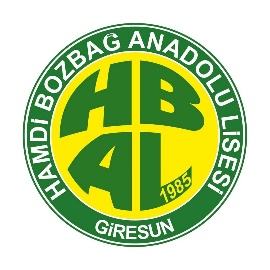 HAMDİ BOZBAĞ ANADOLU LİSESİ
HB
AL
1985
GİRESUN